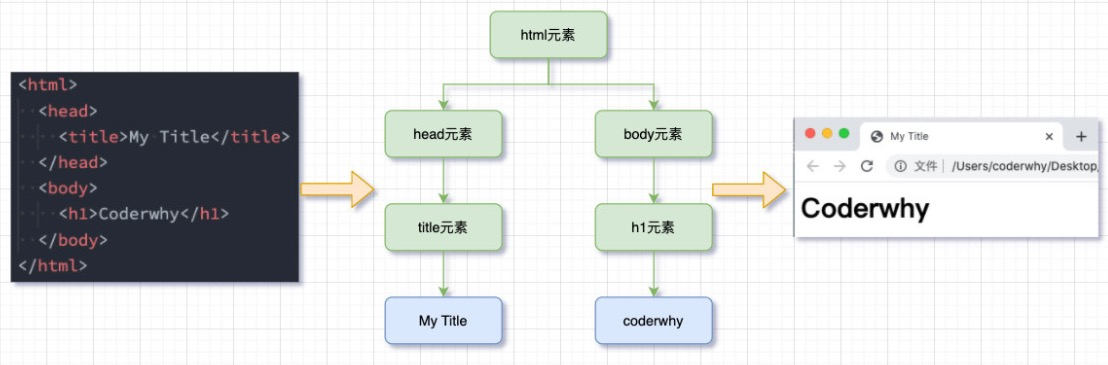 <html>
<head>
<title>My Title</title>
</head>
<body>
<h1>Coderwhy</h1>
</body>
</html>
html元素
head元素
body元素
title元素
h1元素
My Title
coderwhy
My Title
文件 | /Users/coderwhy/Desktop/
Coderwhy